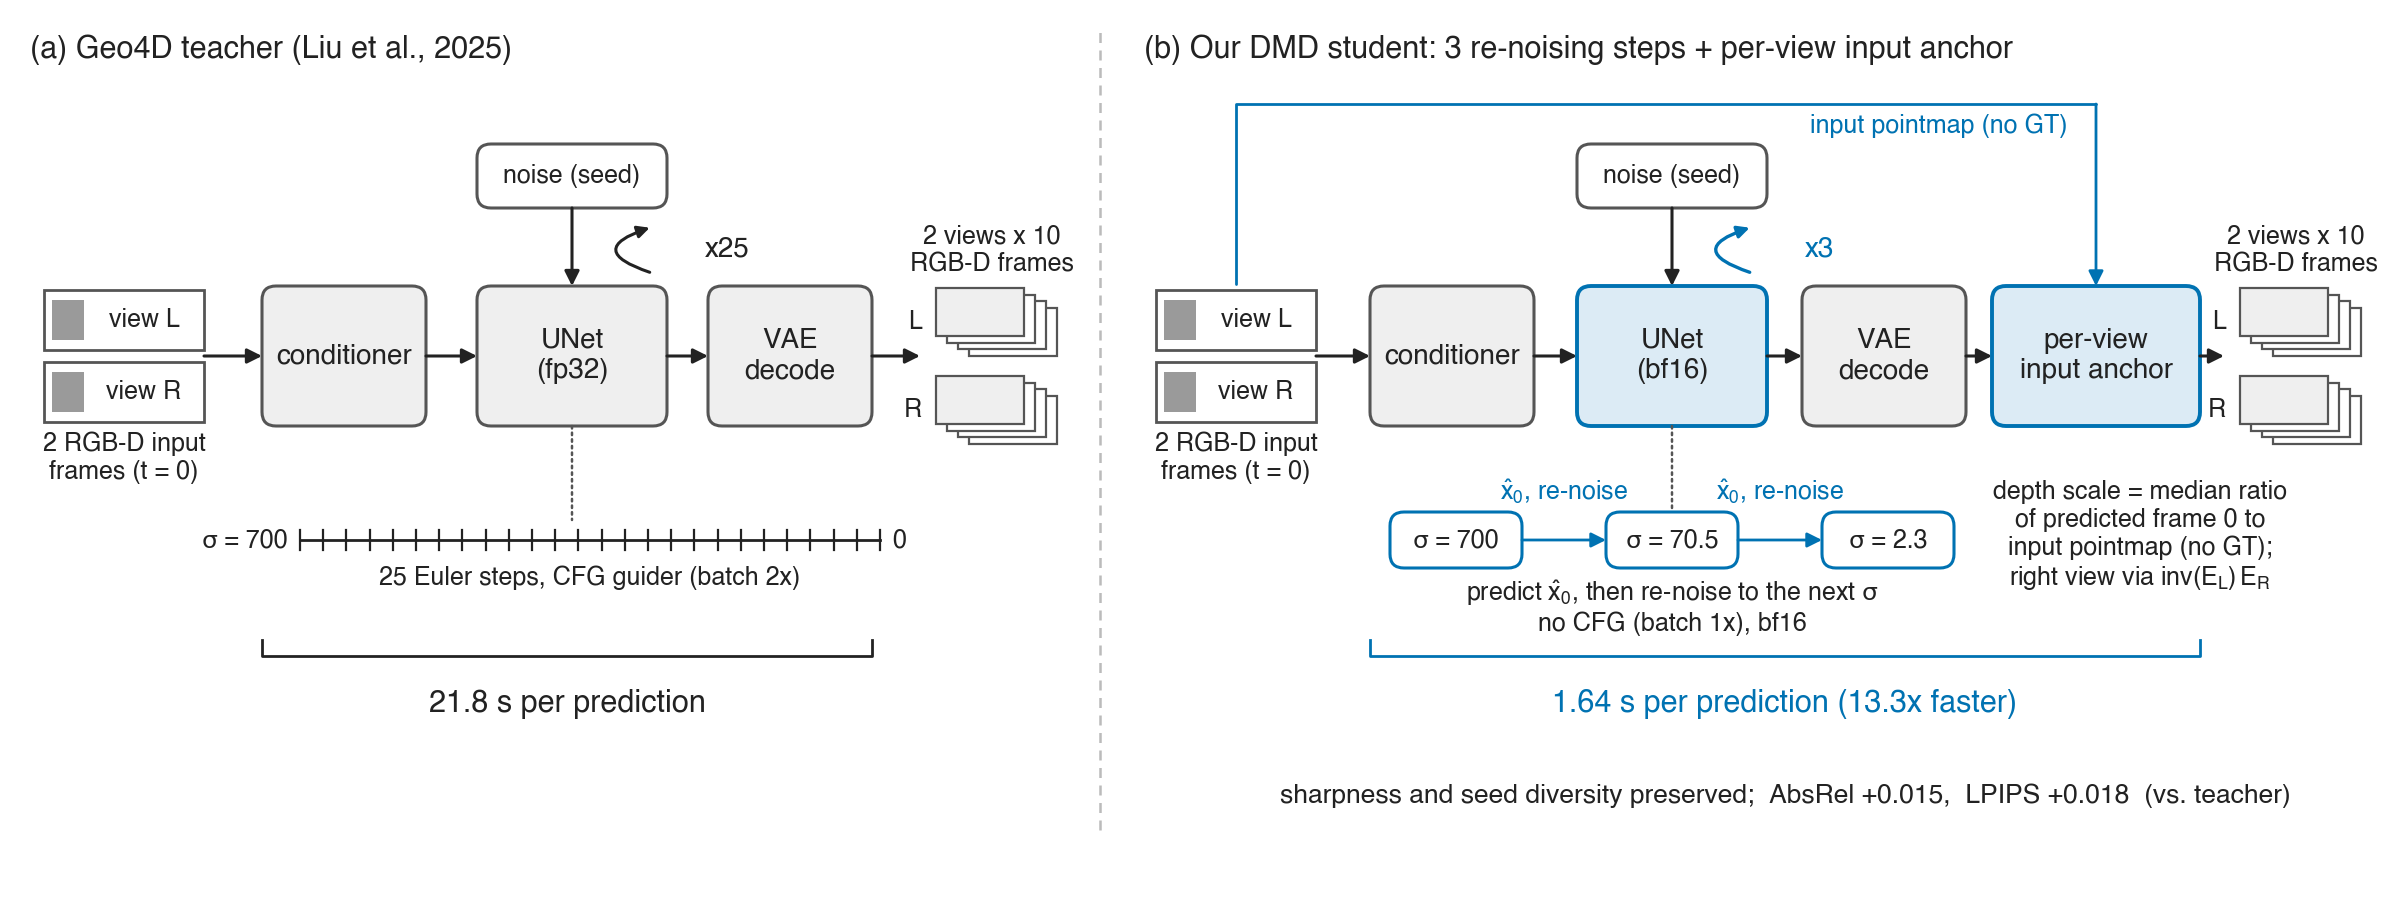 (a) Geo4D teacher (Liu et al., 2025)
noise (seed)
x25
2 views x 10
RGB-D frames
view L
view R
2 RGB-D input
frames (t = 0)
conditioner
UNet
(fp32)
VAE
decode
L
R
σ = 700
0
25 Euler steps, CFG guider (batch 2x)
21.8 s per prediction
(b) Our DMD student: 3 re-noising steps + per-view input anchor
input pointmap (no GT)
noise (seed)
x3
2 views x 10
RGB-D frames
view L
view R
2 RGB-D input
frames (t = 0)
conditioner
UNet
(bf16)
VAE
decode
per-view
input anchor
L
R
x̂₀, re-noise
x̂₀, re-noise
σ = 700
σ = 70.5
σ = 2.3
predict x̂₀, then re-noise to the next σ
no CFG (batch 1x), bf16
depth scale = median ratio
of predicted frame 0 to
input pointmap (no GT);
right view via inv(E_L) E_R
1.64 s per prediction (13.3x faster)
sharpness and seed diversity preserved; AbsRel +0.015, LPIPS +0.018 (vs. teacher)